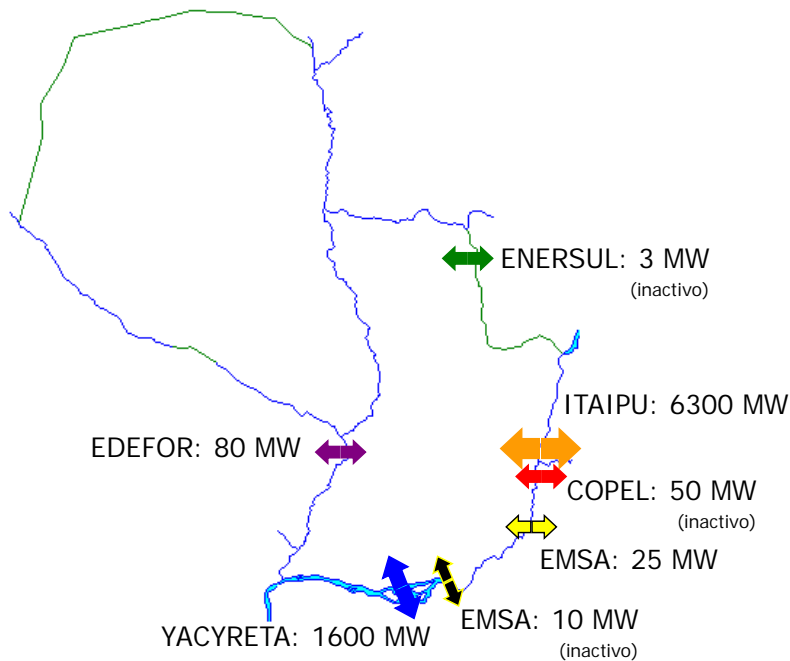 ENERSUL: 3 MW
(inactivo)
ITAIPU: 6300 MW
EDEFOR: 80 MW
COPEL: 50 MW
(inactivo)
EMSA: 25 MW
EMSA: 10 MW
(inactivo)
YACYRETA: 1600 MW